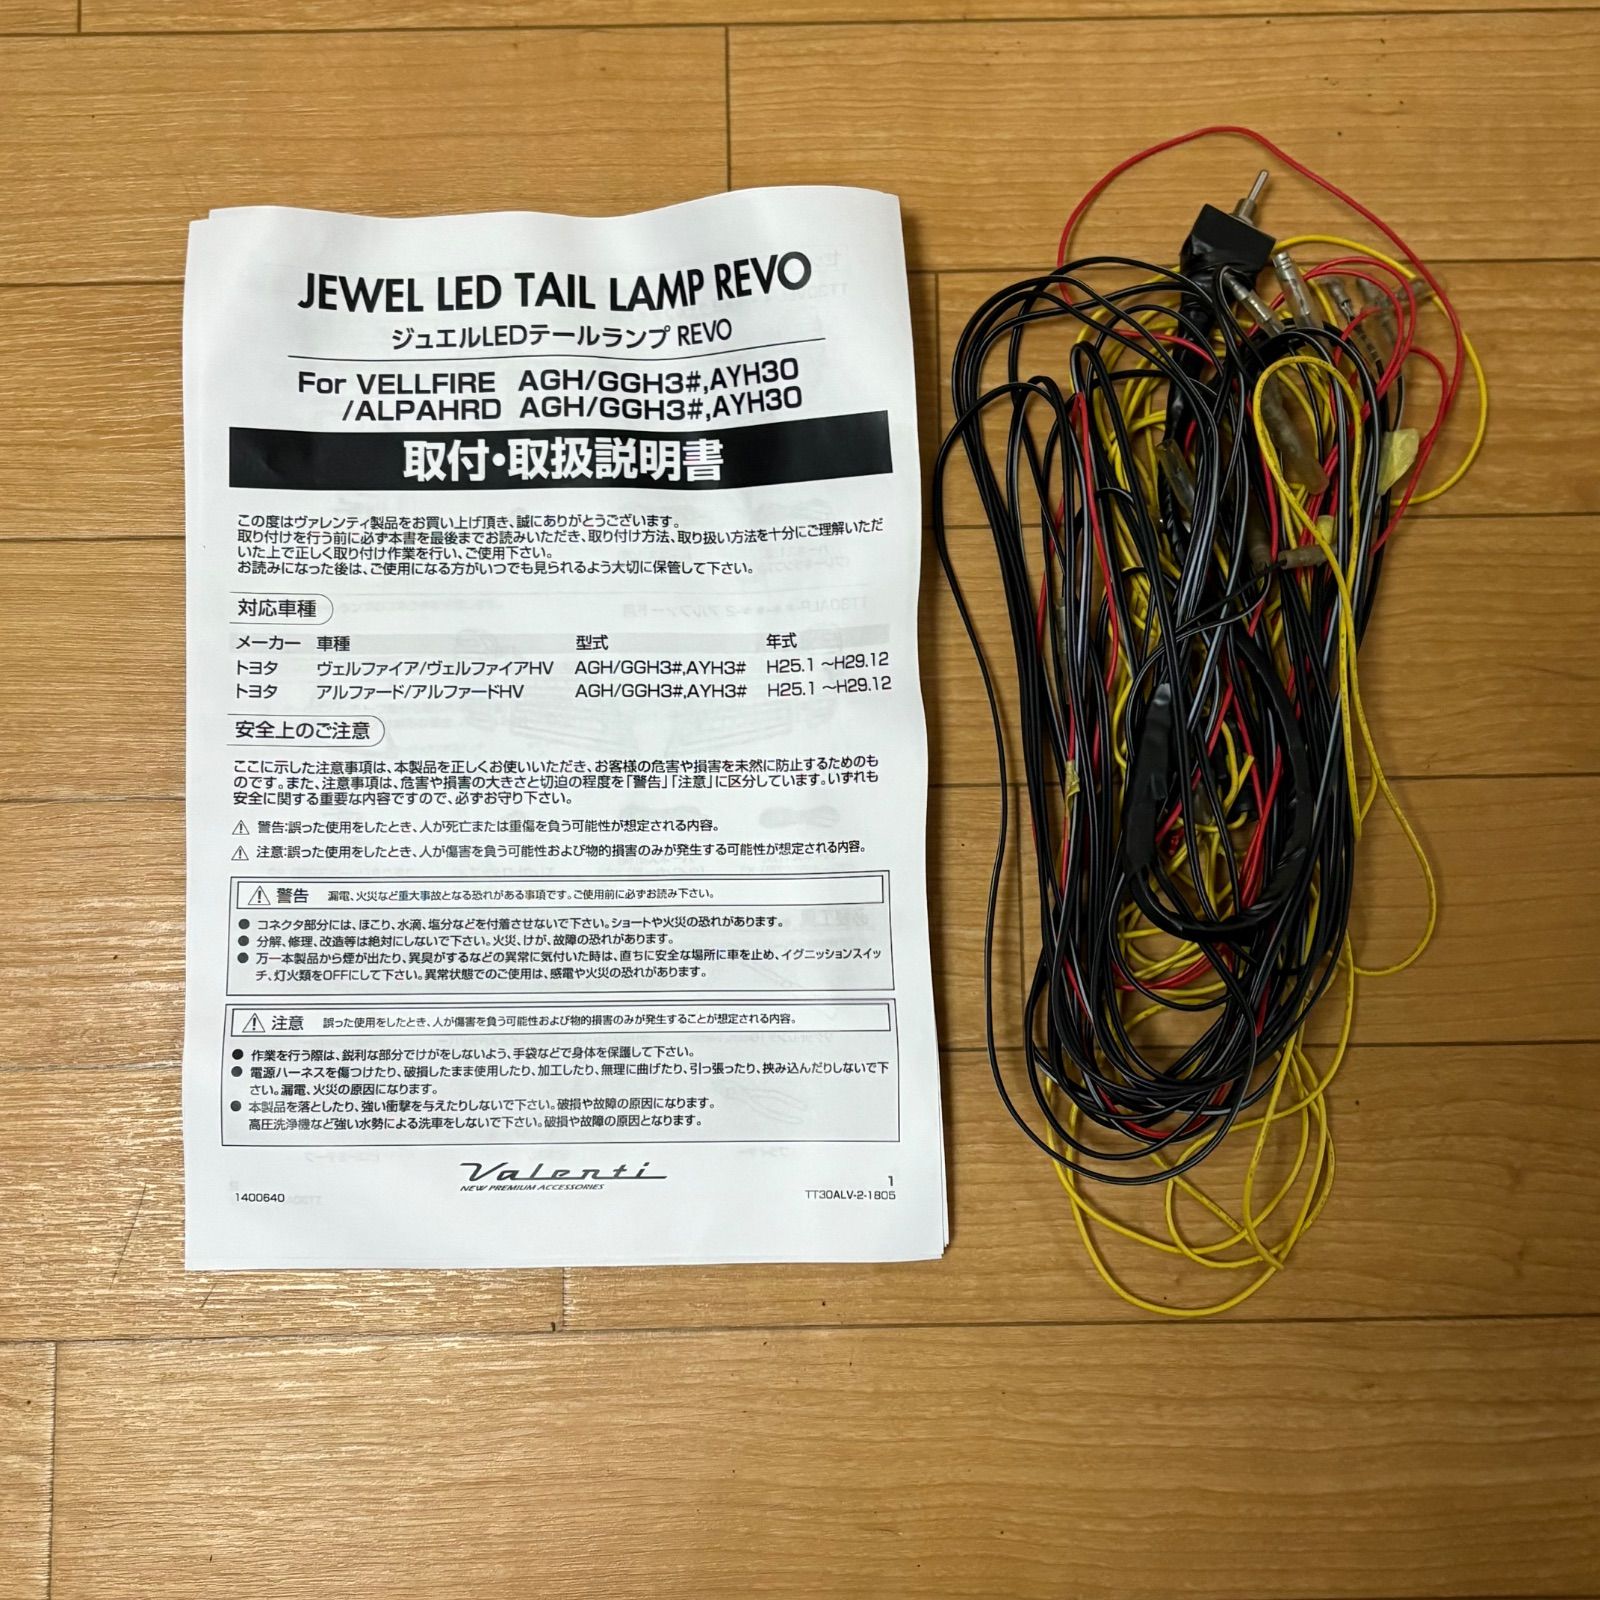 JEWEL LED TAIL LAMP REVO
ジュエルLEDテールランプ REVO
For VELLFIRE AGH/GGH3#,AYH30
/ALPAHRD AGH/GGH3#,AYH30
取付・取扱説明書
この度はヴァレンティ製品をお買い上げ頂き、誠にありがとうございます。
取り付けを行う前に必ず本書を最後までお読みいただき、取り付け方法、取り扱い方法を十分にご理解いただ
いた上で正しく取り付け作業を行い、ご使用下さい。
お読みになった後は、ご使用になる方がいつでも見られるよう大切に保管して下さい。
対応車種
メーカー 車種 型式 年式
トヨタ ヴェルファイア/ヴェルファイアHV AGH/GGH3#,AYH3# H25.1 ～H29.12
トヨタ アルファード/アルファードHV AGH/GGH3#,AYH3# H25.1 ～H29.12
安全上のご注意
ここに示した注意事項は、本製品を正しくお使いいただき、お客様の危害や損害を未然に防止するためのも
のです。また、注意事項は、危害や損害の大きさと切迫の程度を「警告」「注意」に区分しています。いずれも
安全に関する重要な内容ですので、必ずお守り下さい。
⚠ 警告:誤った使用をしたとき、人が死亡または重傷を負う可能性が想定される内容。
⚠ 注意:誤った使用をしたとき、人が傷害を負う可能性および物的損害のみが発生する可能性が想定される内容。
⚠ 警告 漏電、火災など重大事故となる恐れがある事項です。ご使用前に必ずお読み下さい。
● コネクタ部分には、ほこり、水滴、塩分などを付着させないで下さい。ショートや火災の恐れがあります。
● 分解、修理、改造等は絶対にしないで下さい。火災、けが、故障の恐れがあります。
● 万一本製品から煙が出たり、異臭がするなどの異常に気付いた時は、直ちに安全な場所に車を止め、イグニッションスイッ
チ、灯火類をOFFにして下さい。異常状態でのご使用は、感電や火災の恐れがあります。
⚠ 注意 誤った使用をしたとき、人が傷害を負う可能性および物的損害のみが発生することが想定される内容。
● 作業を行う際は、鋭利な部分でけがをしないよう、手袋などで身体を保護して下さい。
● 電源ハーネスを傷つけたり、破損したまま使用したり、加工したり、無理に曲げたり、引っ張ったり、挟み込んだりしないで下
さい。漏電、火災の原因になります。
● 本製品を落としたり、強い衝撃を与えたりしないで下さい。破損や故障の原因になります。
高圧洗浄機など強い水勢による洗車をしないで下さい。破損や故障の原因となります。
Valenti
NEW PREMIUM ACCESSORIES
1
1400640
TT30ALV-2-1805